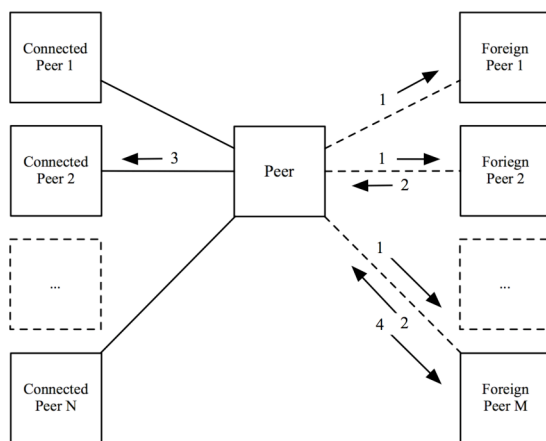 Connected
Peer 1
Foreign
Peer 1
1
Connected
Peer 2
3
Peer
1
2
Foriegn
Peer 2
...
1
4 2
...
Connected
Peer N
Foreign
Peer M